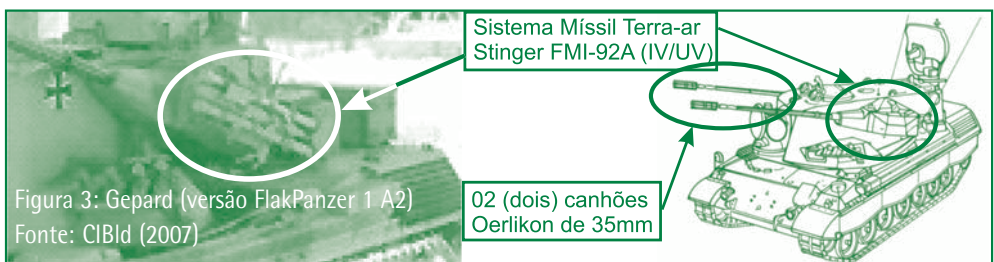 Sistema Míssil Terra-ar
Stinger FMI-92A (IV/UV)
02 (dois) canhões
Oerlikon de 35mm
Figura 3: Gepard (versão FlakPanzer 1 A2)
Fonte: CIBld (2007)